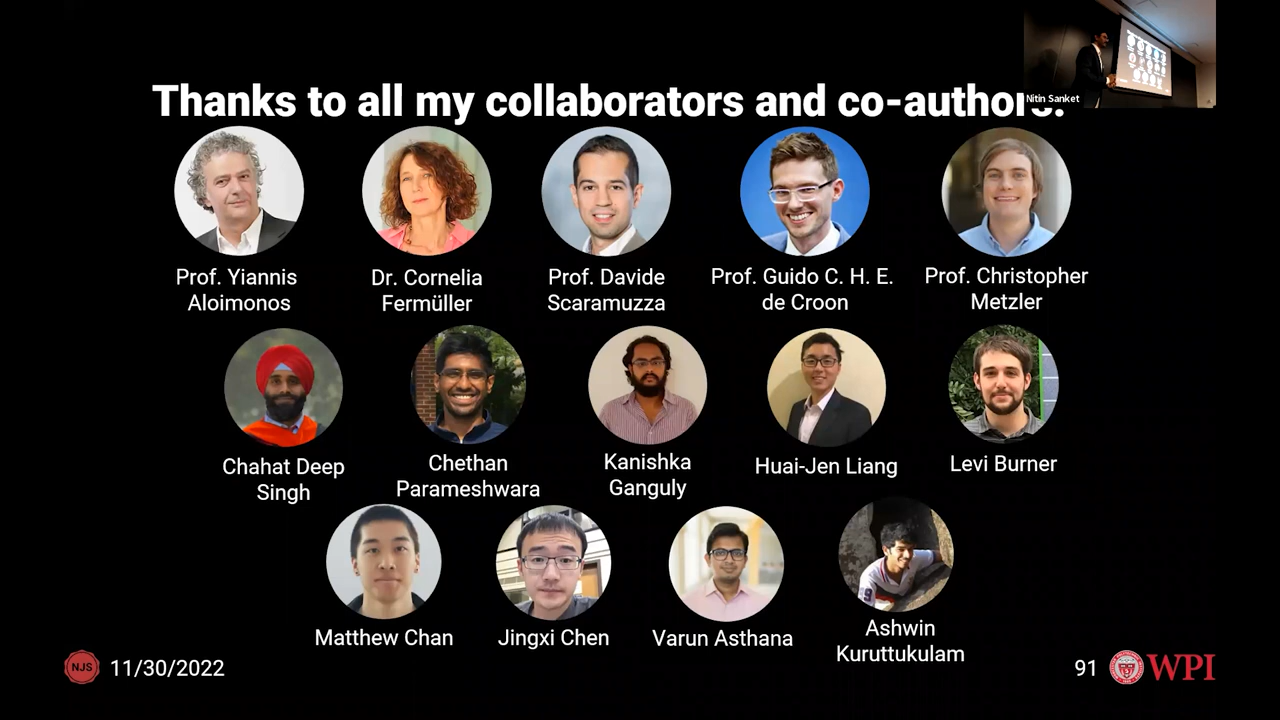 Thanks to all my collaborators and co-authors.
Nitin Sanket
Prof. Yiannis
Aloimonos
Dr. Cornelia
Fermüller
Prof. Davide
Scaramuzza
Prof. Guido C. H. E.
de Croon
Prof. Christopher
Metzler
Chahat Deep
Singh
Chethan
Parameshwara
Kanishka
Ganguly
Huai-Jen Liang
Levi Burner
Matthew Chan
Jingxi Chen
Varun Asthana
Ashwin
Kuruttukulam
NJS
11/30/2022
91
WPI